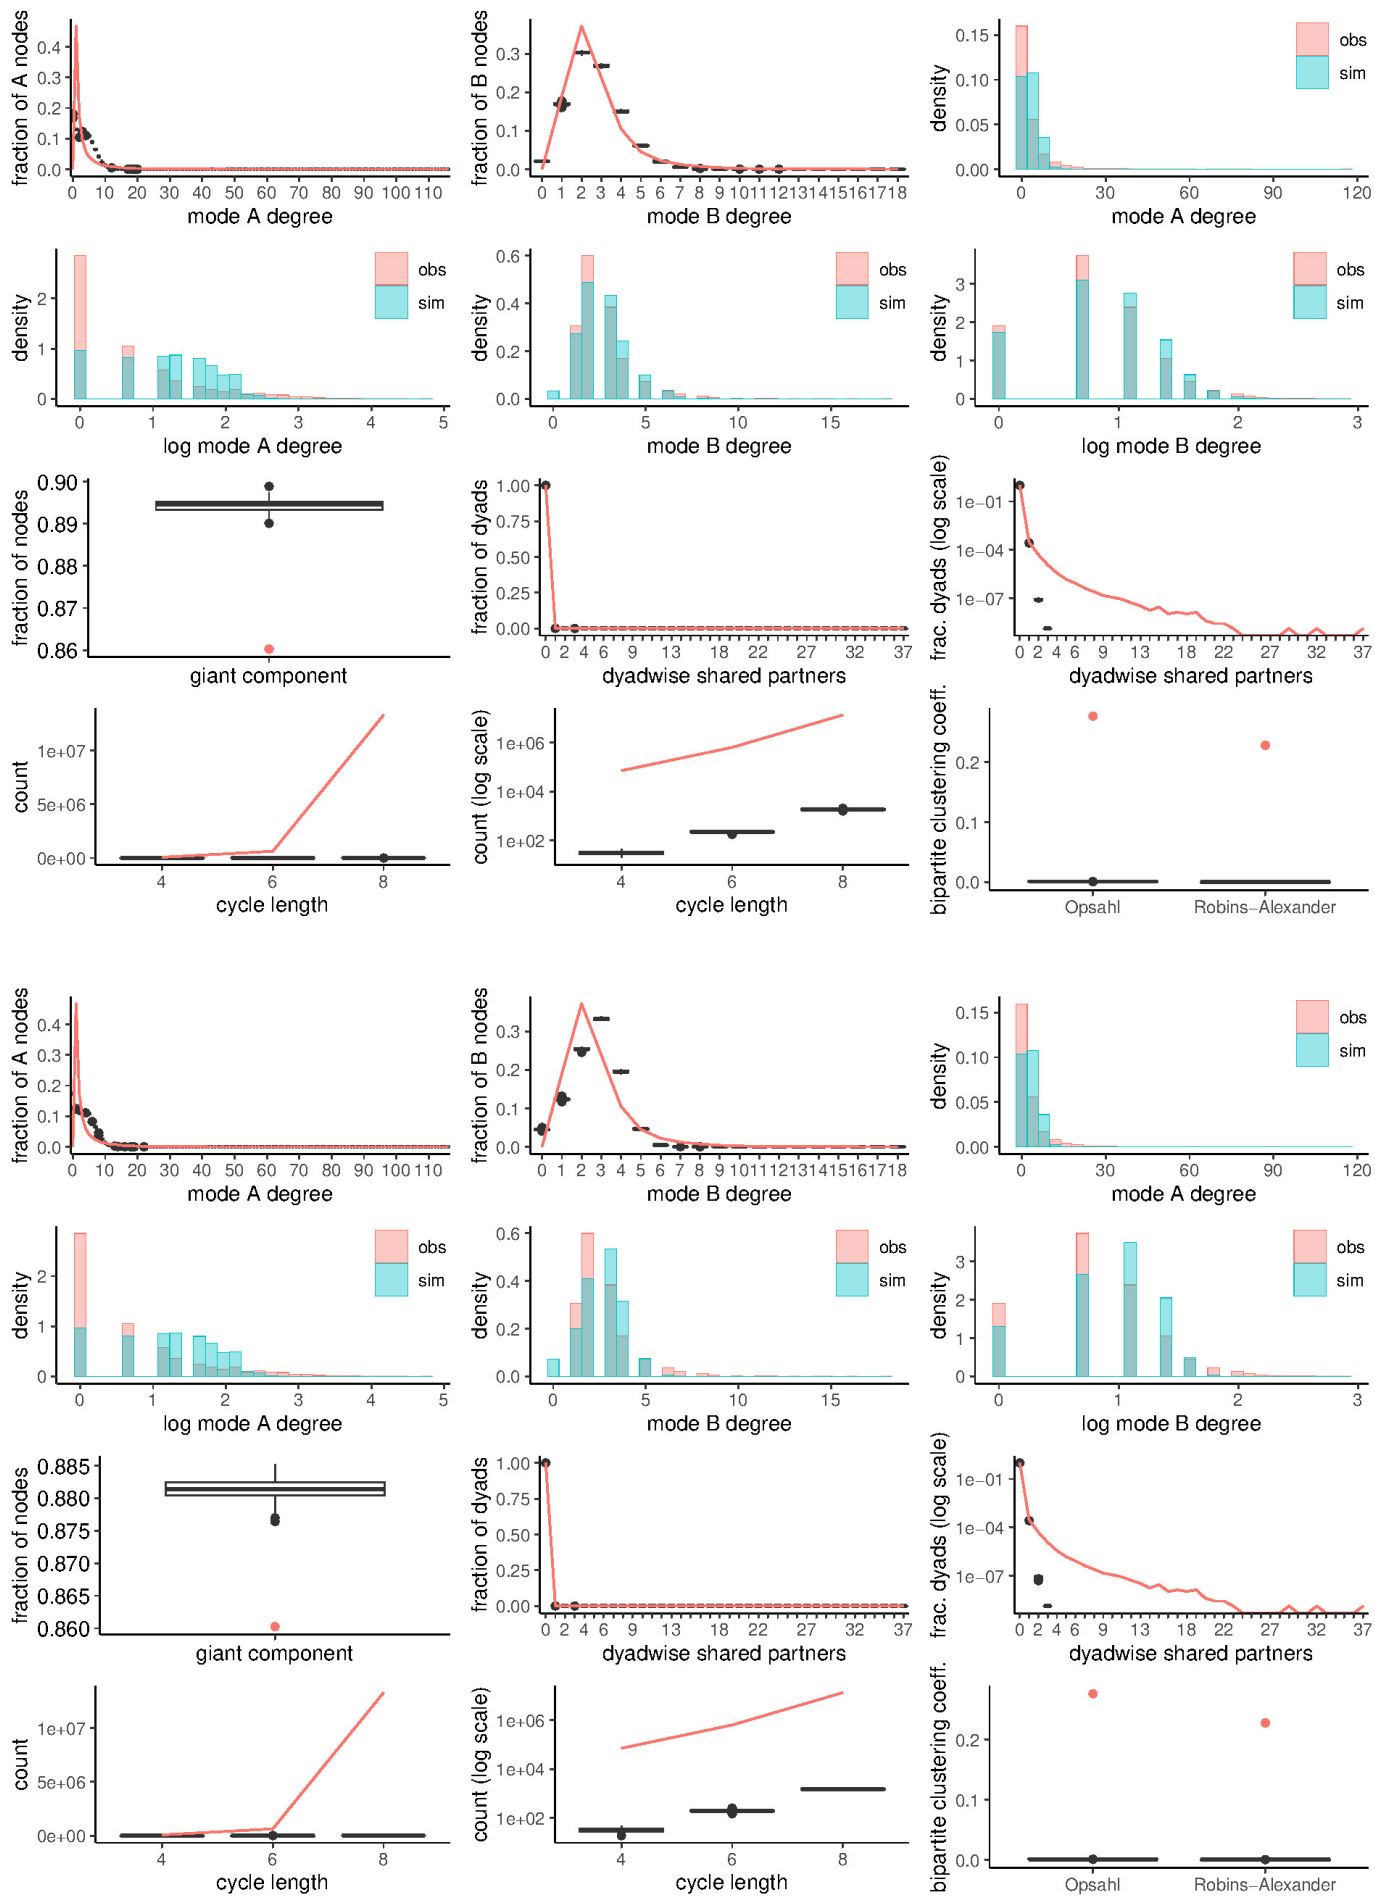 fraction of A nodes
0.4
0.3
0.2
0.1
0.0
0 10 20 30 40 50 60 70 80 90 100 110
mode A degree
fraction of B nodes
0.3
0.2
0.1
0.0
0 1 2 3 4 5 6 7 8 9 10 11 12 13 14 15 16 17 18
mode B degree
density
0.15
0.10
0.05
0.00
0 30 60 90 120
mode A degree
obs
sim
density
2
1
0
0 1 2 3 4 5
log mode A degree
obs
sim
density
0.6
0.4
0.2
0.0
0 5 10 15
mode B degree
obs
sim
density
3
2
1
0
0 1 2 3
log mode B degree
obs
sim
fraction of nodes
0.90
0.89
0.88
0.87
0.86
giant component
fraction of dyads
1.00
0.75
0.50
0.25
0.00
0 2 4 6 9 13 18 22 27 32 37
dyadwise shared partners
frac. dyads (log scale)
1e−01
1e−04
1e−07
0 2 4 6 9 13 18 22 27 32 37
dyadwise shared partners
count
1e+07
5e+06
0e+00
4 6 8
cycle length
count (log scale)
1e+06
1e+04
1e+02
4 6 8
cycle length
bipartite clustering coeff.
0.2
0.1
0.0
Opsahl Robins−Alexander
fraction of A nodes
0.4
0.3
0.2
0.1
0.0
0 10 20 30 40 50 60 70 80 90 100 110
mode A degree
fraction of B nodes
0.3
0.2
0.1
0.0
0 1 2 3 4 5 6 7 8 9 10 11 12 13 14 15 16 17 18
mode B degree
density
0.15
0.10
0.05
0.00
0 30 60 90 120
mode A degree
obs
sim
density
2
1
0
0 1 2 3 4 5
log mode A degree
obs
sim
density
0.6
0.4
0.2
0.0
0 5 10 15
mode B degree
obs
sim
density
3
2
1
0
0 1 2 3
log mode B degree
obs
sim
fraction of nodes
0.885
0.880
0.875
0.870
0.865
0.860
giant component
fraction of dyads
1.00
0.75
0.50
0.25
0.00
0 2 4 6 9 13 18 22 27 32 37
dyadwise shared partners
frac. dyads (log scale)
1e−01
1e−04
1e−07
0 2 4 6 9 13 18 22 27 32 37
dyadwise shared partners
count
1e+07
5e+06
0e+00
4 6 8
cycle length
count (log scale)
1e+06
1e+04
1e+02
4 6 8
cycle length
bipartite clustering coeff.
0.2
0.1
0.0
Opsahl Robins−Alexander